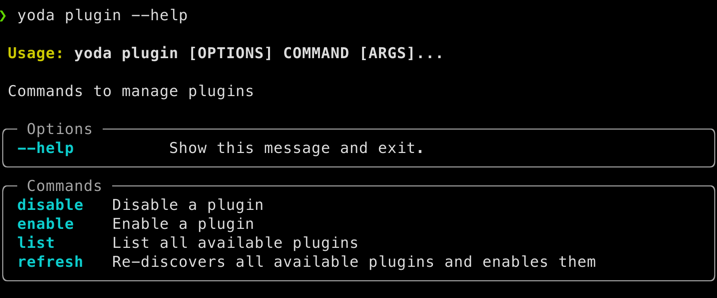 ❯ yoda plugin --help
Usage: yoda plugin [OPTIONS] COMMAND [ARGS]...
Commands to manage plugins
Options
--help Show this message and exit.
Commands
disable Disable a plugin
enable Enable a plugin
list List all available plugins
refresh Re-discovers all available plugins and enables them